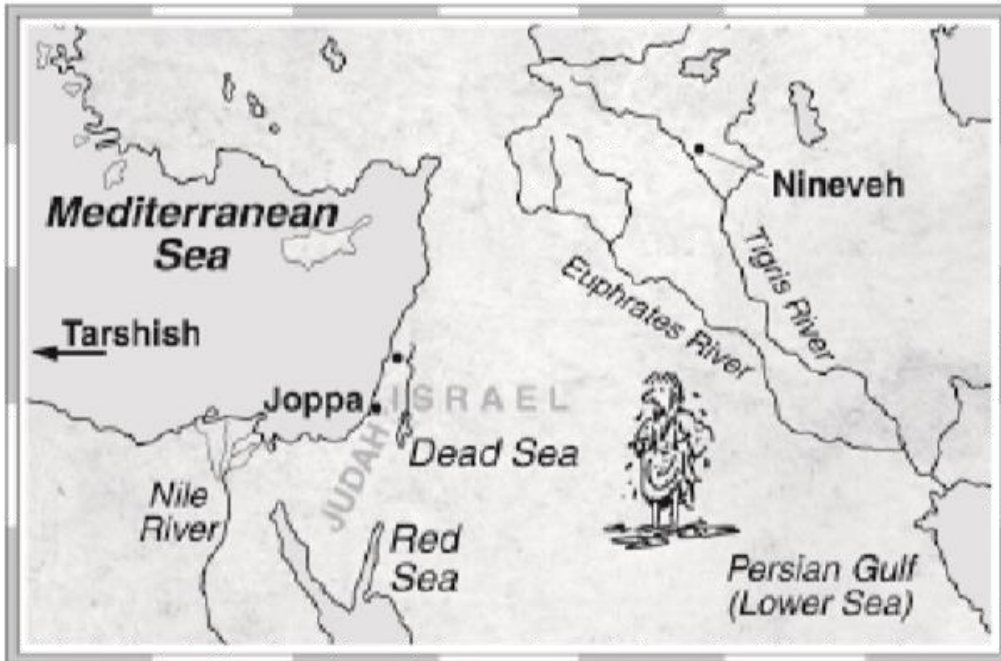 Mediterranean
Sea
Tarshish
Joppa
ISRAEL
JUDAH
Dead Sea
Nile
River
Red
Sea
Nineveh
Tigris River
Euphrates River
Persian Gulf
(Lower Sea)